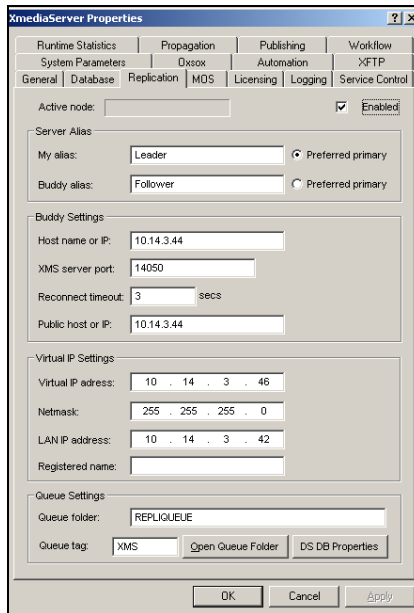 XmediaServer Properties
Runtime Statistics Propagation Publishing Workflow
System Parameters Oxsox Automation XFTP
General Database Replication MOS Licensing Logging Service Control
Active node: Enabled
Server Alias
My alias: Leader Preferred primary
Buddy alias: Follower Preferred primary
Buddy Settings
Host name or IP: 10.14.3.44
XMS server port: 14050
Reconnect timeout: 3 secs
Public host or IP: 10.14.3.44
Virtual IP Settings
Virtual IP adress: 10 . 14 . 3 . 46
Netmask: 255 . 255 . 255 . 0
LAN IP address: 10 . 14 . 3 . 42
Registered name:
Queue Settings
Queue folder: REPLIQUEUE
Queue tag: XMS Open Queue Folder DS DB Properties
OK Cancel Apply